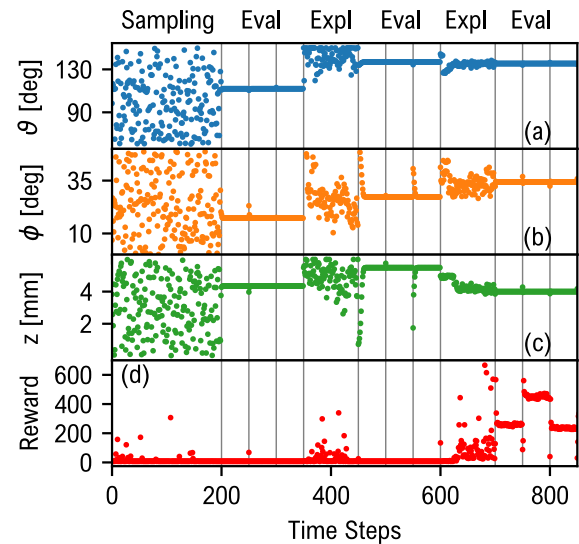 Sampling Eval Expl Eval Expl Eval
ϑ [deg]
130
90
(a)
ϕ [deg]
35
10
(b)
z [mm]
4
2
(c)
Reward
600
400
200
0
(d)
0 200 400 600 800
Time Steps